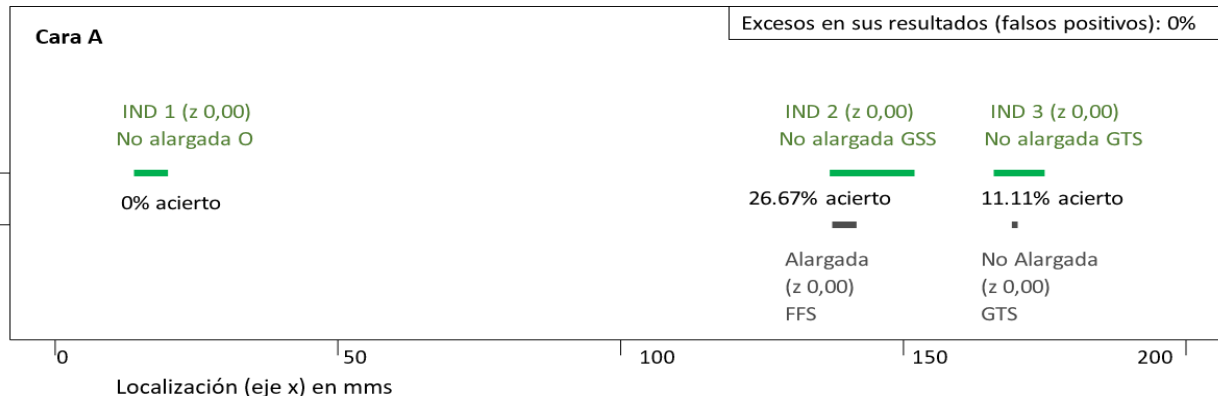 Cara A
Excesos en sus resultados (falsos positivos): 0%
IND 1 (z 0,00)
No alargada O
0% acierto
IND 2 (z 0,00)
No alargada GSS
26.67% acierto
Alargada
(z 0,00)
FFS
IND 3 (z 0,00)
No alargada GTS
11.11% acierto
No Alargada
(z 0,00)
GTS
0 50 100 150 200
Localización (eje x) en mms